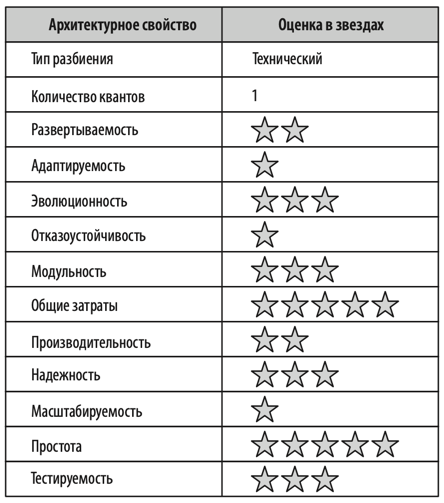 Архитектурное свойство Оценка в звездах
Тип разбиения Технический
Количество квантов 1
Развертываемость
Адаптируемость
Эволюционность
Отказоустойчивость
Модульность
Общие затраты
Производительность
Надежность
Масштабируемость
Простота
Тестируемость